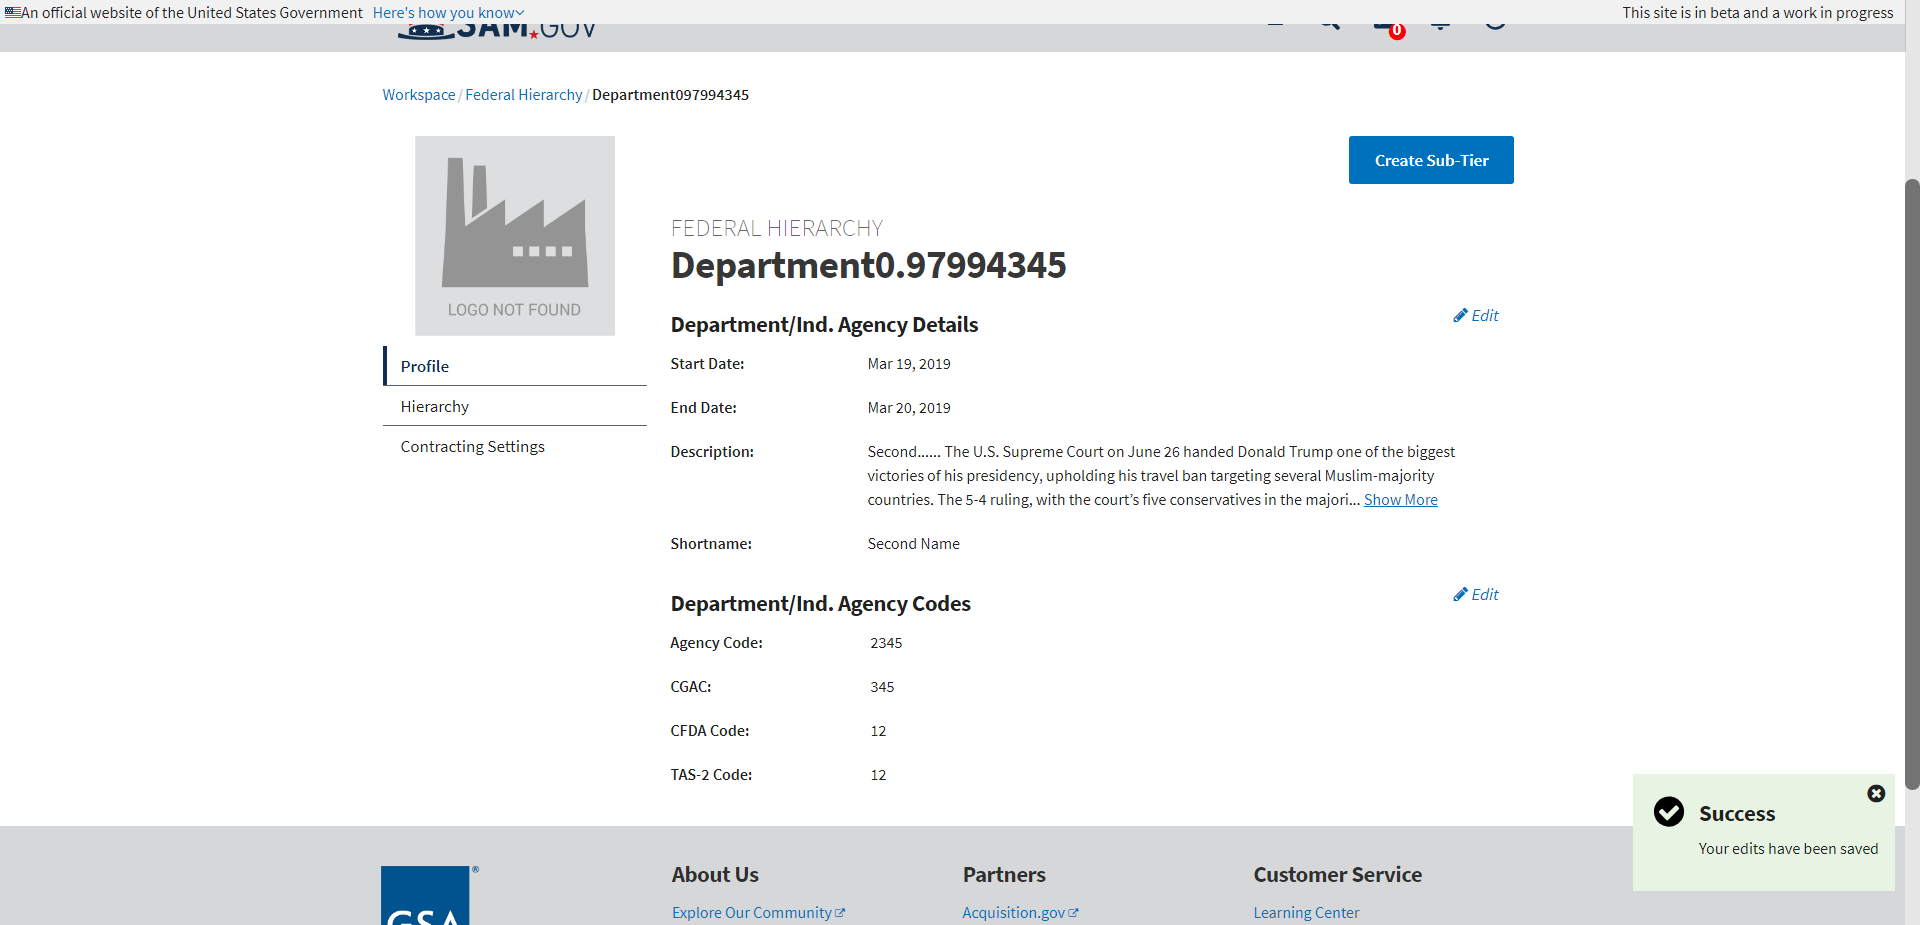 An official website of the United States Government Here's how you know
This site is in beta and a work in progress
SAM.GOV
0
Workspace / Federal Hierarchy / Department097994345
LOGO NOT FOUND
Create Sub-Tier
FEDERAL HIERARCHY
Department0.97994345
Profile
Hierarchy
Contracting Settings
Department/Ind. Agency Details
Edit
Start Date: Mar 19, 2019
End Date: Mar 20, 2019
Description: Second...... The U.S. Supreme Court on June 26 handed Donald Trump one of the biggest
victories of his presidency, upholding his travel ban targeting several Muslim-majority
countries. The 5-4 ruling, with the court’s five conservatives in the majori... Show More
Shortname: Second Name
Department/Ind. Agency Codes
Edit
Agency Code: 2345
CGAC: 345
CFDA Code: 12
TAS-2 Code: 12
Success
Your edits have been saved
GSA
®
About Us
Explore Our Community
Partners
Acquisition.gov
Customer Service
Learning Center